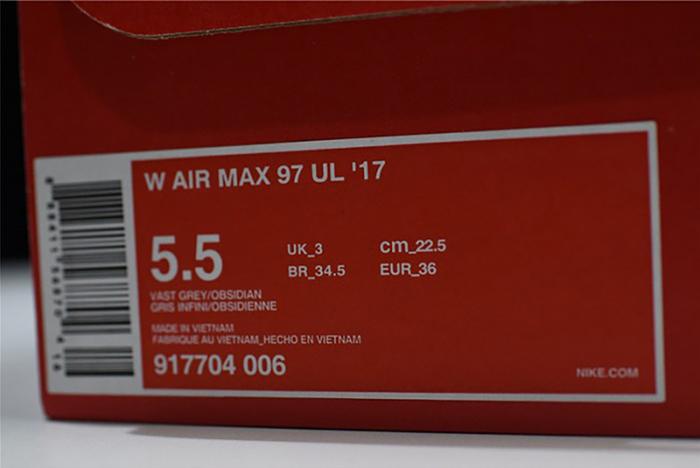 W AIR MAX 97 UL '17
5.5
UK_3 cm_22.5
BR_34.5 EUR_36
VAST GREY/OBSIDIAN
GRIS INFINI/OBSIDIENNE
MADE IN VIETNAM
FABRIQUE AU VIETNAM_HECHO EN VIETNAM
917704 006
NIKE.COM